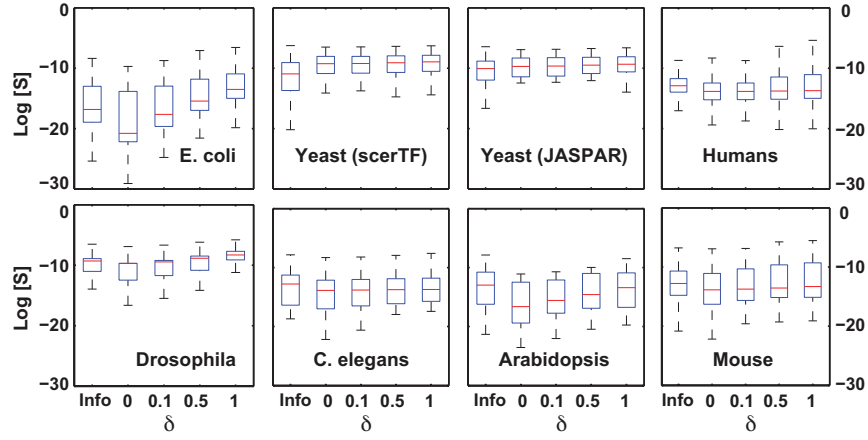 0 0
−10 −10
Log [S]
−20 −20
E. coli Yeast (scerTF) Yeast (JASPAR) Humans
−30 −30
0 0
−10 −10
Log [S]
−20 −20
Drosophila C. elegans Arabidopsis Mouse
−30 −30
Info 0 0.1 0.5 1 Info 0 0.1 0.5 1 Info 0 0.1 0.5 1 Info 0 0.1 0.5 1
δ δ δ δ